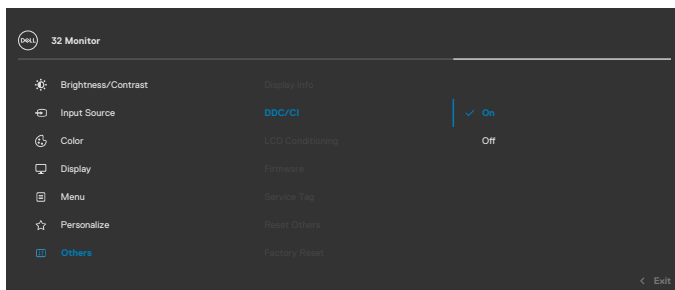 DELL
32 Monitor
Brightness/Contrast
Input Source
Color
Display
Menu
Personalize
Others
Display Info
DDC/CI
LCD Conditioning
Firmware
Service Tag
Reset Others
Factory Reset
On
Off
< Exit